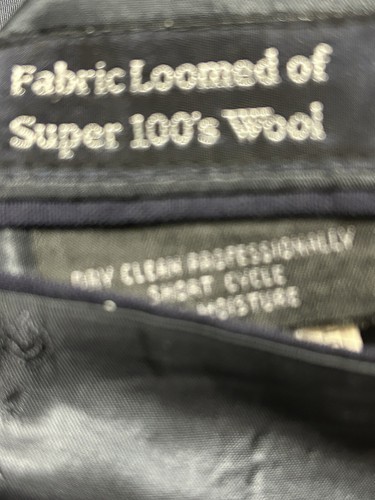 Fabric Loomed of
Super 100's Wool
DRY CLEAN PROFESSIONALLY
SHORT CYCLE
MOISTURE